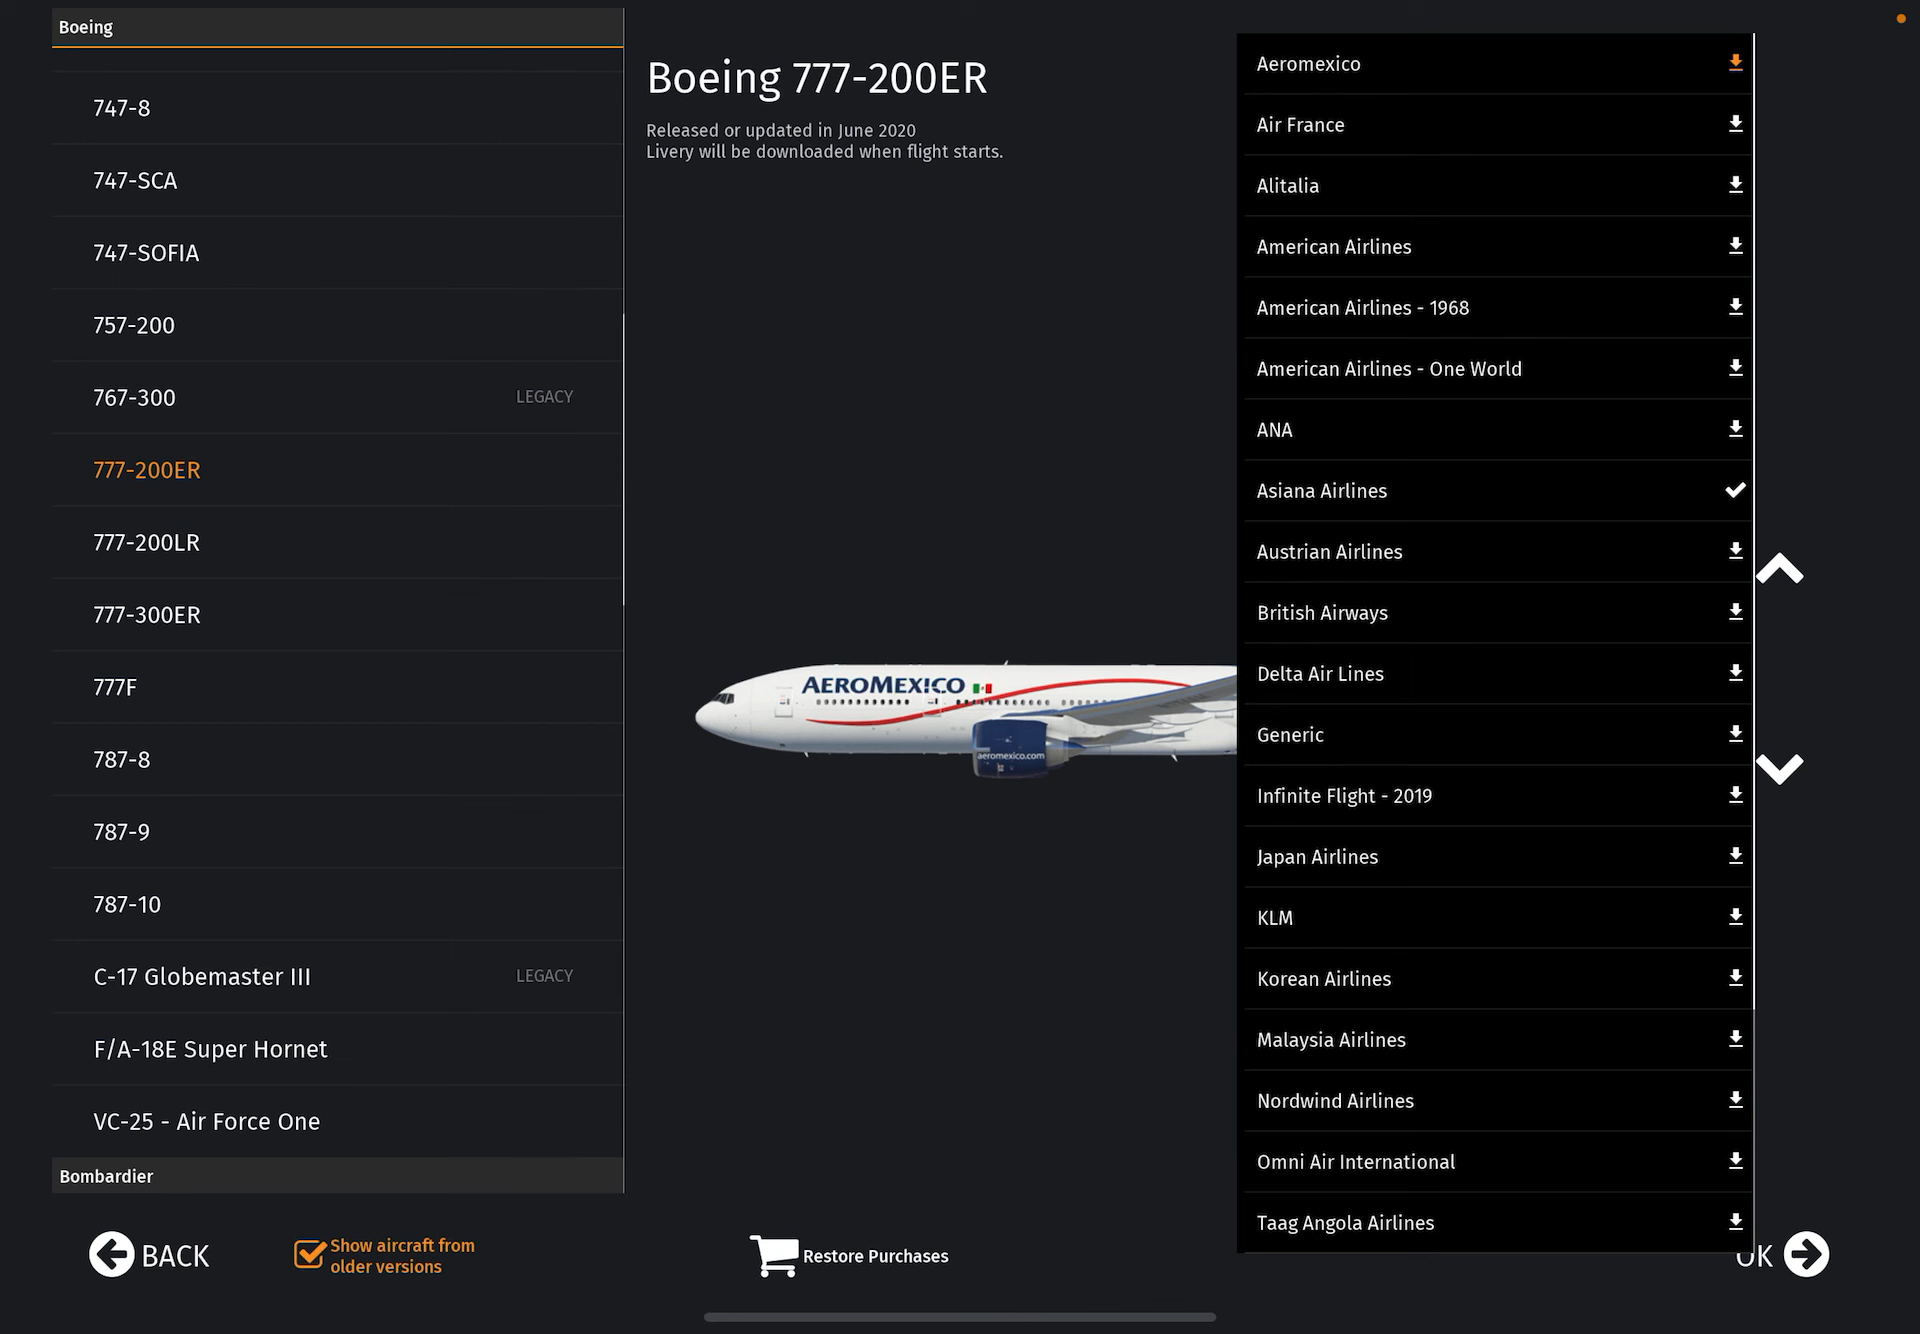 Boeing
747-8
747-SCA
747-SOFIA
757-200
767-300 LEGACY
777-200ER
777-200LR
777-300ER
777F
787-8
787-9
787-10
C-17 Globemaster III LEGACY
F/A-18E Super Hornet
VC-25 - Air Force One
Bombardier
BACK
Show aircraft from
older versions
Restore Purchases
OK
Boeing 777-200ER
Released or updated in June 2020
Livery will be downloaded when flight starts.
AEROMEXICO
aeromexico.com
Aeromexico
Air France
Alitalia
American Airlines
American Airlines - 1968
American Airlines - One World
ANA
Asiana Airlines
Austrian Airlines
British Airways
Delta Air Lines
Generic
Infinite Flight - 2019
Japan Airlines
KLM
Korean Airlines
Malaysia Airlines
Nordwind Airlines
Omni Air International
Taag Angola Airlines